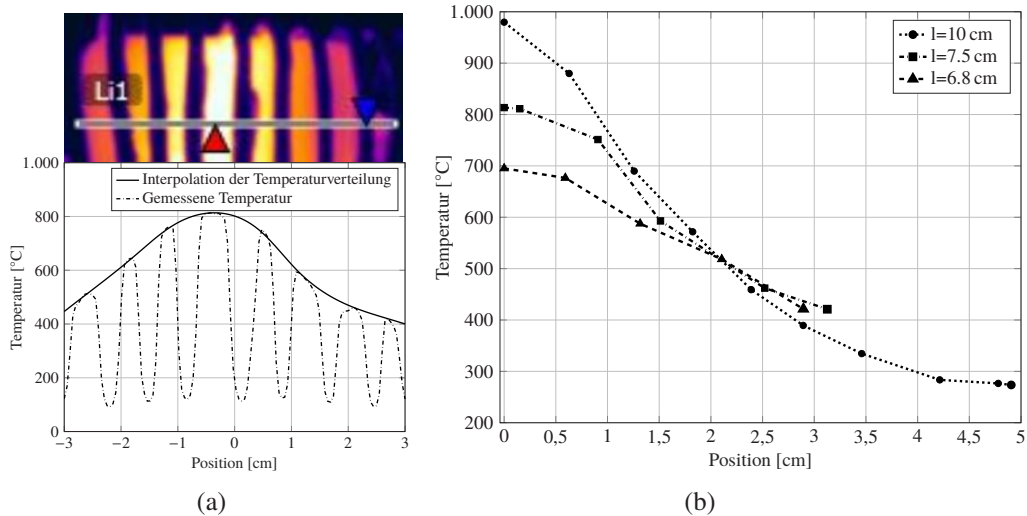 Li1
1.000
800
600
400
200
0
−3 −2 −1 0 1 2 3
Temperatur [°C]
Position [cm]
Interpolation der Temperaturverteilung
Gemessene Temperatur
(a)
1.000
900
800
700
600
500
400
300
200
0 0,5 1 1,5 2 2,5 3 3,5 4 4,5 5
Temperatur [°C]
Position [cm]
l=10 cm
l=7.5 cm
l=6.8 cm
(b)